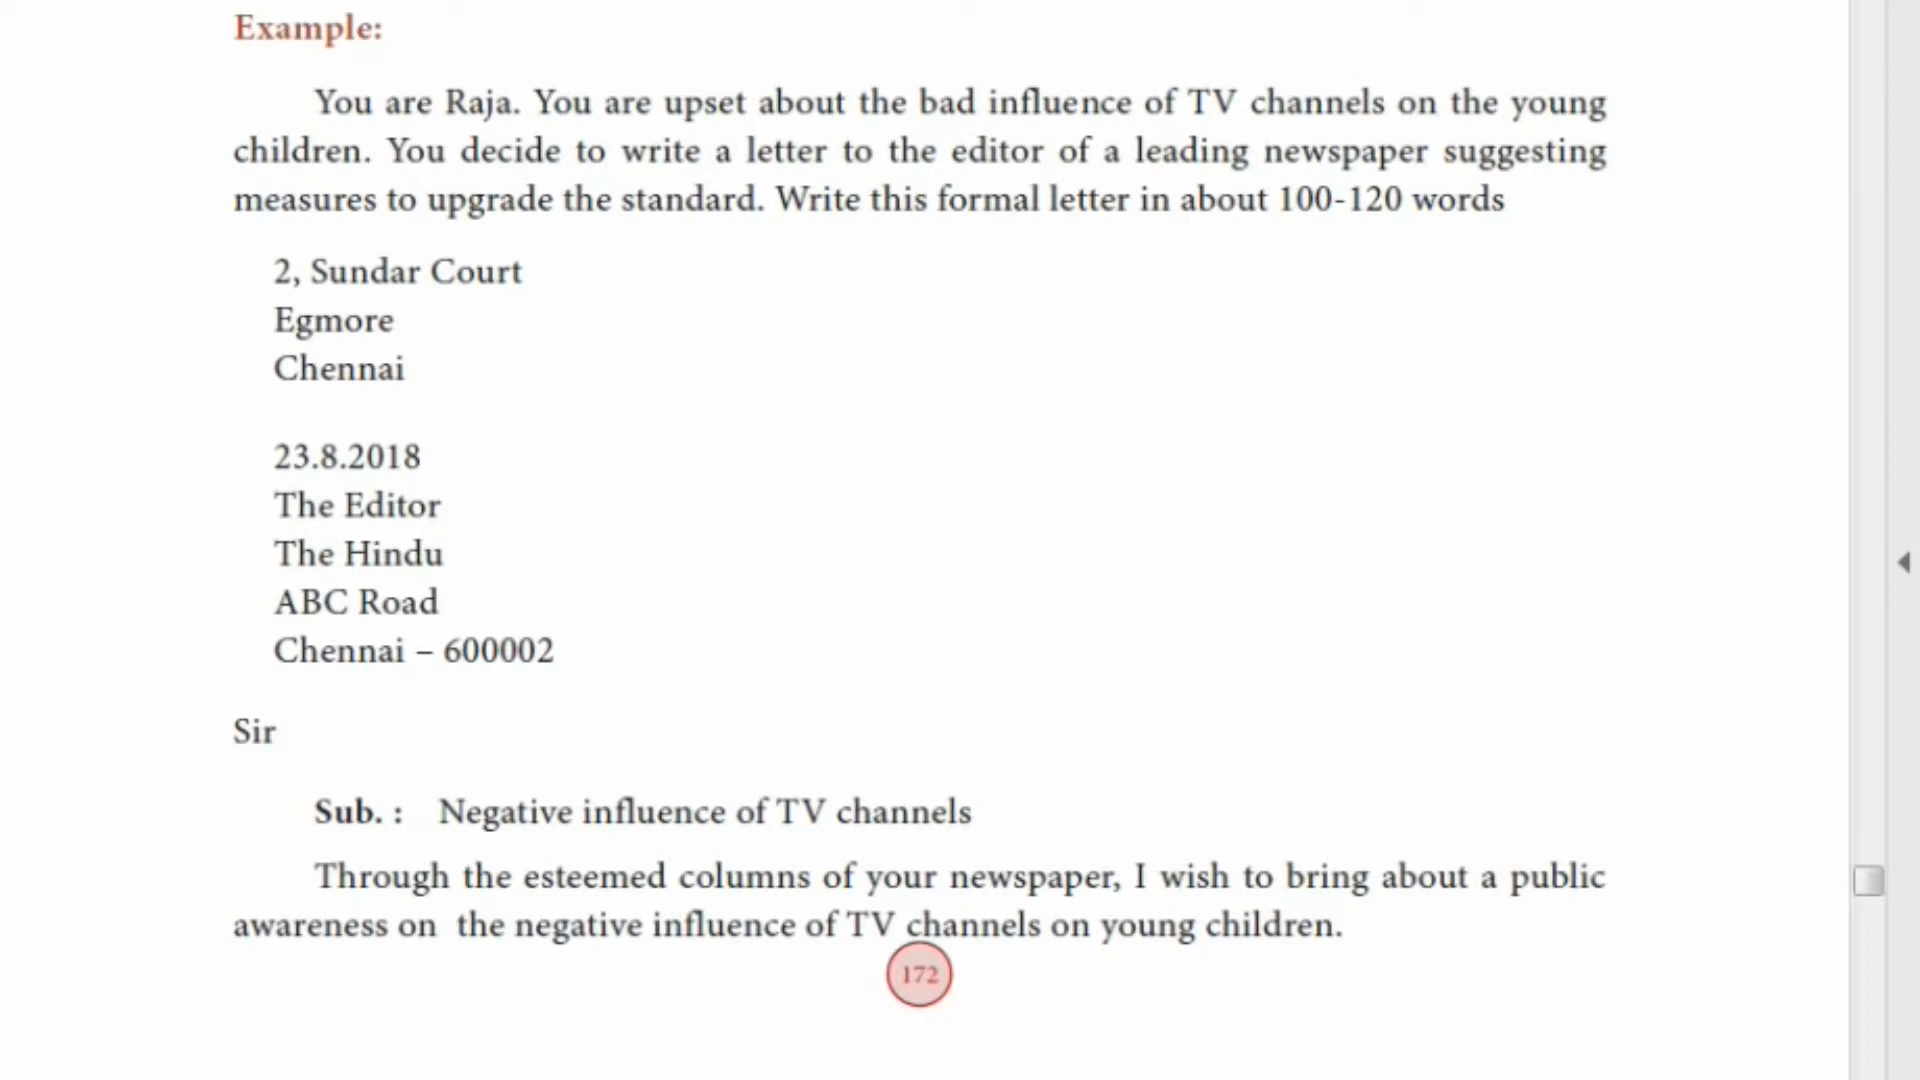 Example:
You are Raja. You are upset about the bad influence of TV channels on the young
children. You decide to write a letter to the editor of a leading newspaper suggesting
measures to upgrade the standard. Write this formal letter in about 100-120 words
2, Sundar Court
Egmore
Chennai
23.8.2018
The Editor
The Hindu
ABC Road
Chennai – 600002
Sir
Sub. : Negative influence of TV channels
Through the esteemed columns of your newspaper, I wish to bring about a public
awareness on the negative influence of TV channels on young children.
172